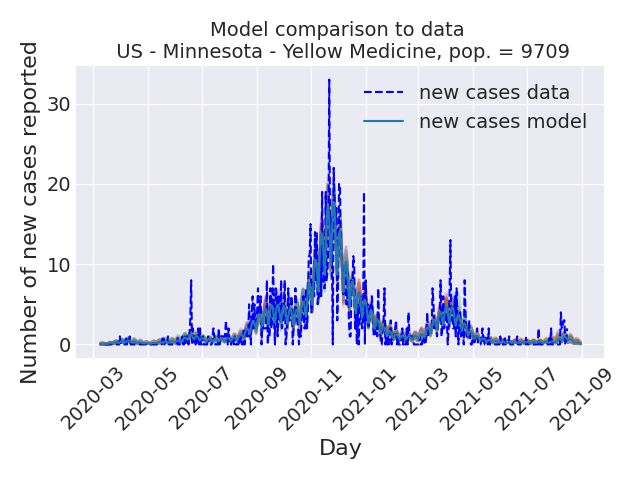 Model comparison to data
US - Minnesota - Yellow Medicine, pop. = 9709
Number of new cases reported
30
20
10
0
new cases data
new cases model
2020-03
2020-05
2020-07
2020-09
2020-11
2021-01
2021-03
2021-05
2021-07
2021-09
Day